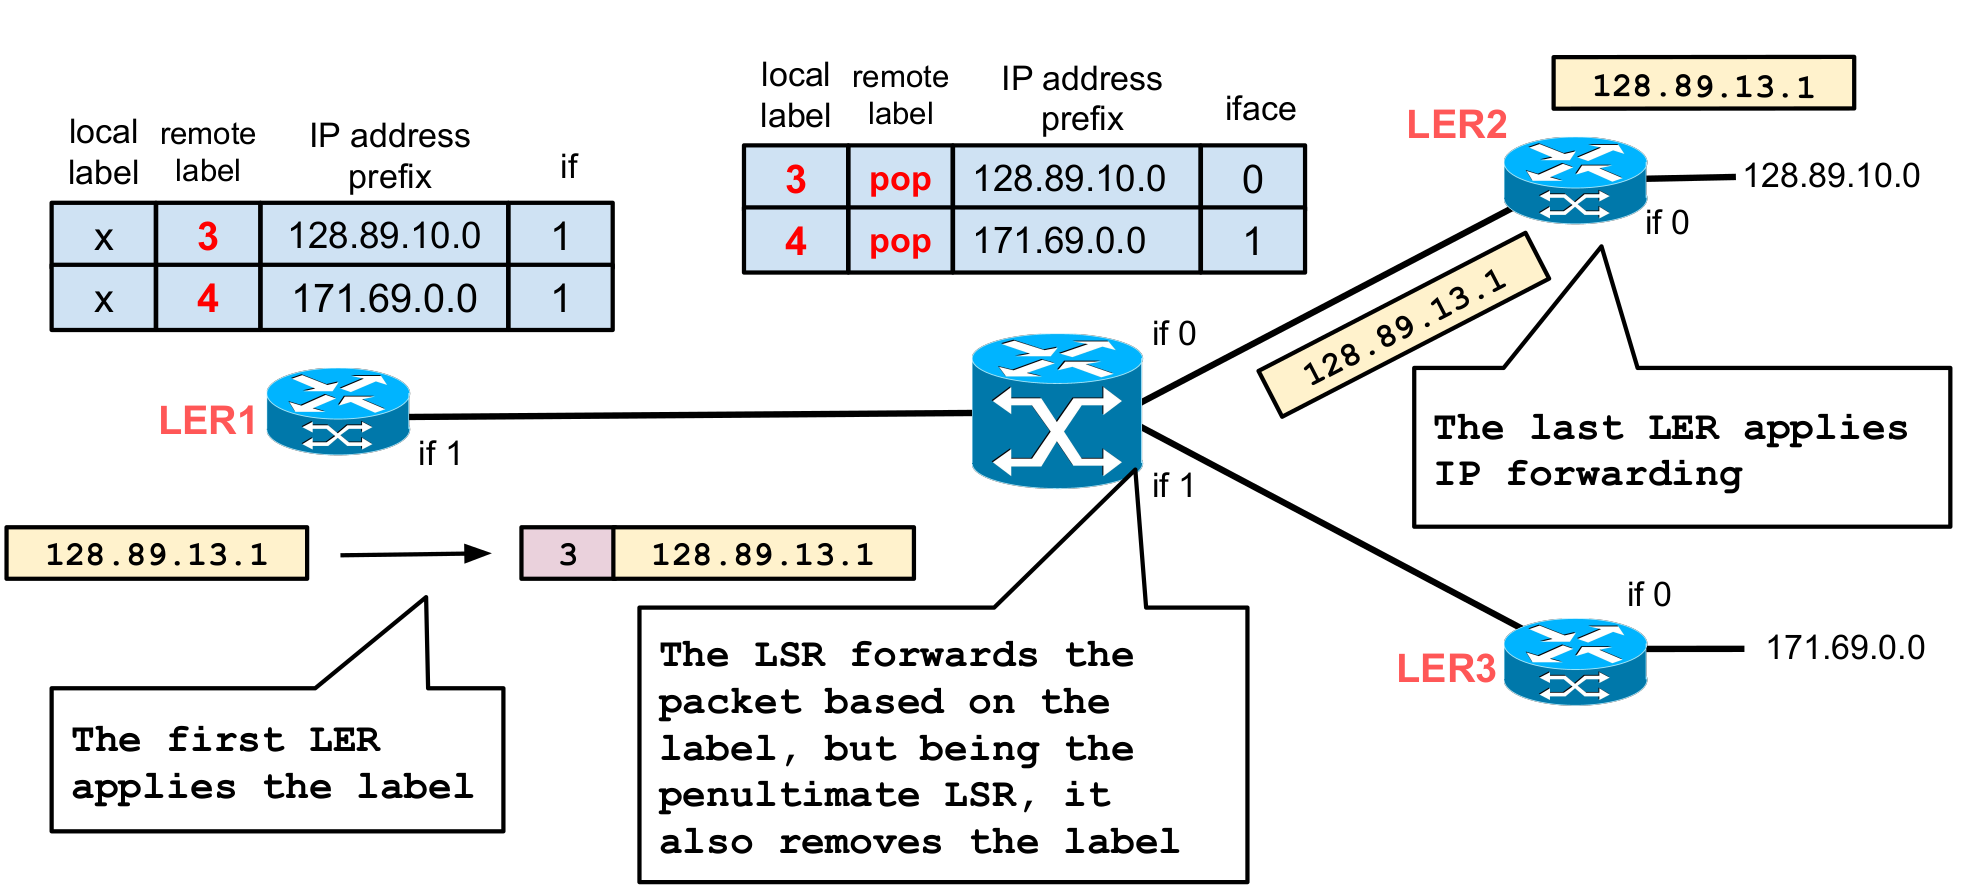 local label
remote label
IP address prefix
if
x 3 128.89.10.0 1
x 4 171.69.0.0 1
local label
remote label
IP address prefix
iface
3 pop 128.89.10.0 0
4 pop 171.69.0.0 1
128.89.13.1
LER2
128.89.10.0
if 0
128.89.13.1
if 0
LER1
if 1
if 1
The last LER applies
IP forwarding
128.89.13.1
3 128.89.13.1
if 0
LER3
171.69.0.0
The first LER
applies the label
The LSR forwards the
packet based on the
label, but being the
penultimate LSR, it
also removes the label